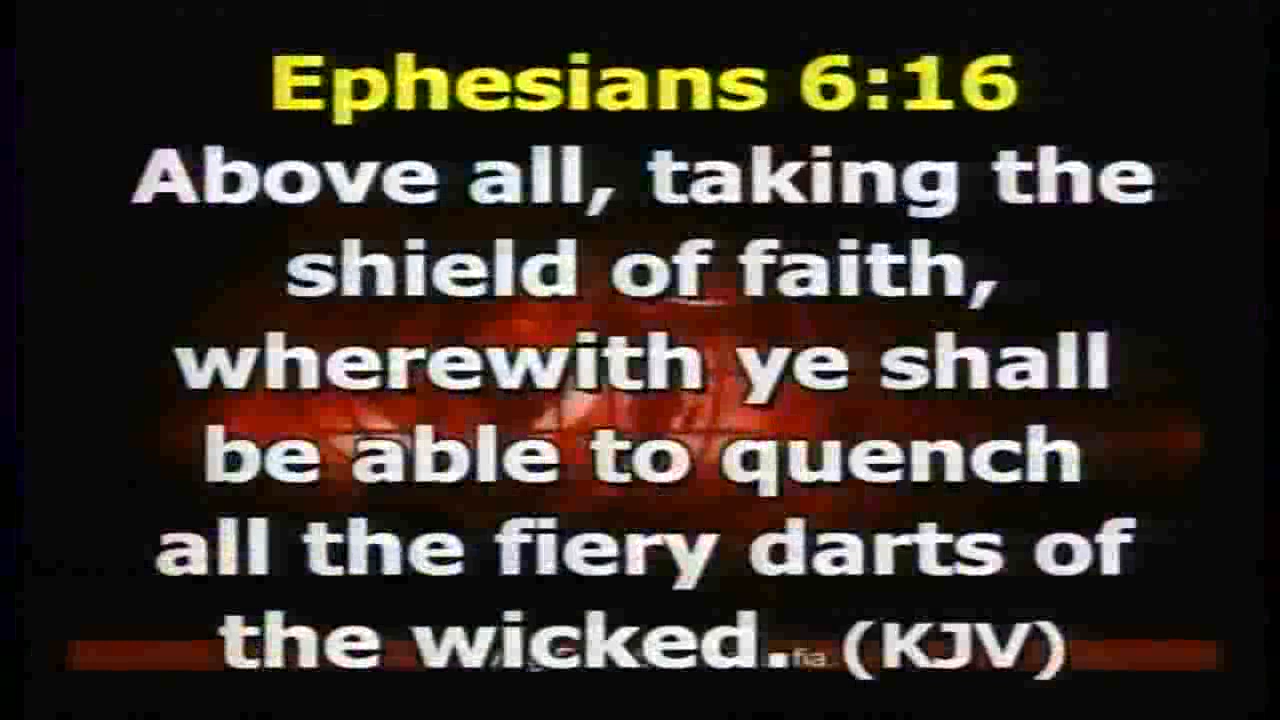 Ephesians 6:16
Above all, taking the
shield of faith,
wherewith ye shall
be able to quench
all the fiery darts of
the wicked. (KJV)